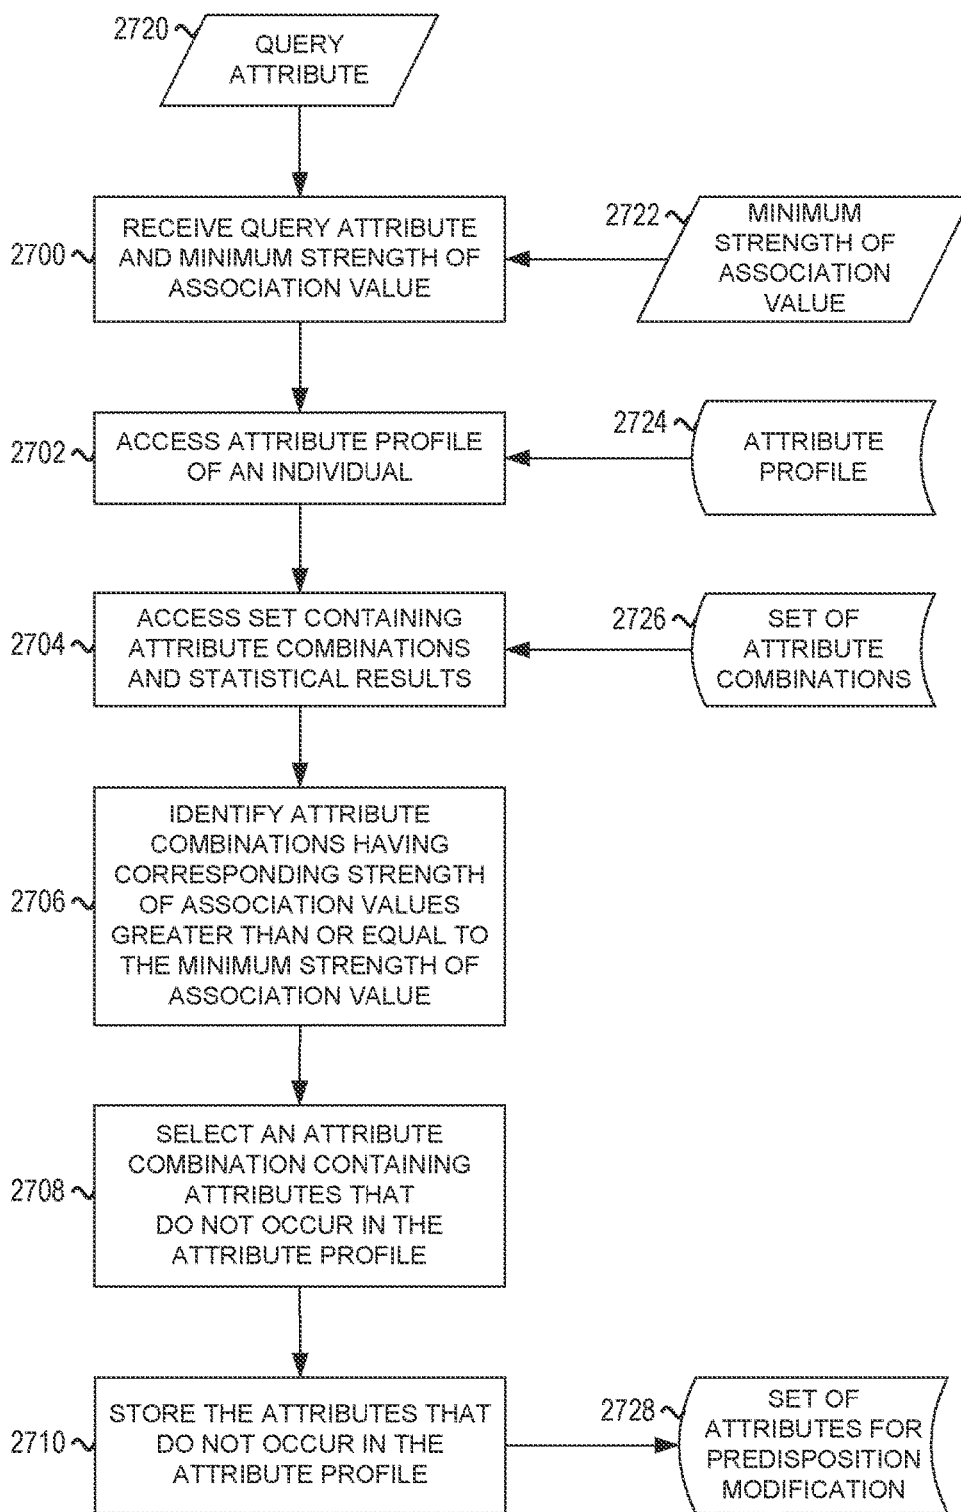 2720
QUERY
ATTRIBUTE
2700
RECEIVE QUERY ATTRIBUTE
AND MINIMUM STRENGTH OF
ASSOCIATION VALUE
2722
MINIMUM
STRENGTH OF
ASSOCIATION
VALUE
2702
ACCESS ATTRIBUTE PROFILE
OF AN INDIVIDUAL
2724
ATTRIBUTE
PROFILE
2704
ACCESS SET CONTAINING
ATTRIBUTE COMBINATIONS
AND STATISTICAL RESULTS
2726
SET OF
ATTRIBUTE
COMBINATIONS
2706
IDENTIFY ATTRIBUTE
COMBINATIONS HAVING
CORRESPONDING STRENGTH
OF ASSOCIATION VALUES
GREATER THAN OR EQUAL TO
THE MINIMUM STRENGTH OF
ASSOCIATION VALUE
2708
SELECT AN ATTRIBUTE
COMBINATION CONTAINING
ATTRIBUTES THAT
DO NOT OCCUR IN THE
ATTRIBUTE PROFILE
2710
STORE THE ATTRIBUTES THAT
DO NOT OCCUR IN THE
ATTRIBUTE PROFILE
2728
SET OF
ATTRIBUTES FOR
PREDISPOSITION
MODIFICATION